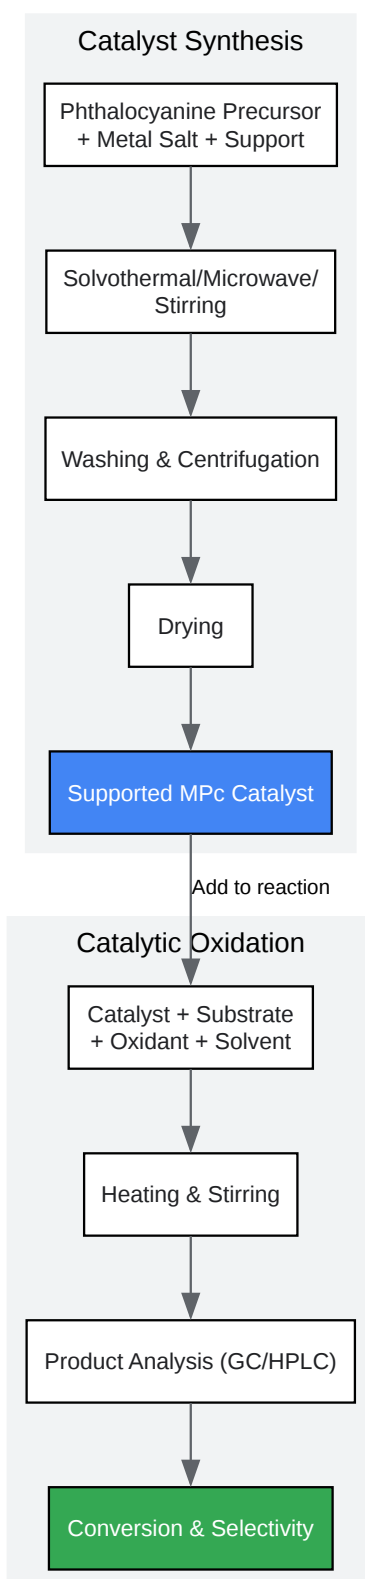 Catalyst Synthesis
Phthalocyanine Precursor
+ Metal Salt + Support
Solvothermal/Microwave/
Stirring
Washing & Centrifugation
Drying
Supported MPc Catalyst
Add to reaction
Catalytic Oxidation
Catalyst + Substrate
+ Oxidant + Solvent
Heating & Stirring
Product Analysis (GC/HPLC)
Conversion & Selectivity